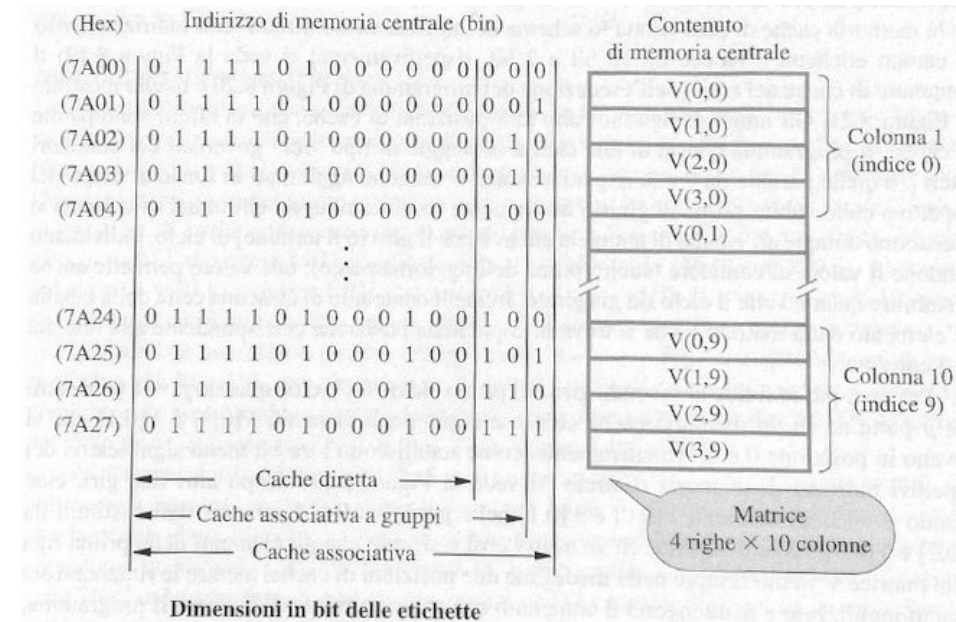 (Hex) Indirizzo di memoria centrale (bin) Contenuto
di memoria centrale
(7A00) 0 1 1 1 1 0 1 0 0 0 0 0 0 0 0 0 V(0,0)
(7A01) 0 1 1 1 1 0 1 0 0 0 0 0 0 0 0 1 V(1,0) Colonna 1
(7A02) 0 1 1 1 1 0 1 0 0 0 0 0 0 0 1 0 V(2,0) (indice 0)
(7A03) 0 1 1 1 1 0 1 0 0 0 0 0 0 0 1 1 V(3,0)
(7A04) 0 1 1 1 1 0 1 0 0 0 0 0 0 1 0 0 V(0,1)
(7A24) 0 1 1 1 1 0 1 0 0 0 1 0 0 1 0 0 V(0,9)
(7A25) 0 1 1 1 1 0 1 0 0 0 1 0 0 1 0 1 V(1,9) Colonna 10
(7A26) 0 1 1 1 1 0 1 0 0 0 1 0 0 1 1 0 V(2,9) (indice 9)
(7A27) 0 1 1 1 1 0 1 0 0 0 1 0 0 1 1 1 V(3,9)
Cache diretta
Cache associativa a gruppi
Cache associativa
Matrice
4 righe × 10 colonne
Dimensioni in bit delle etichette